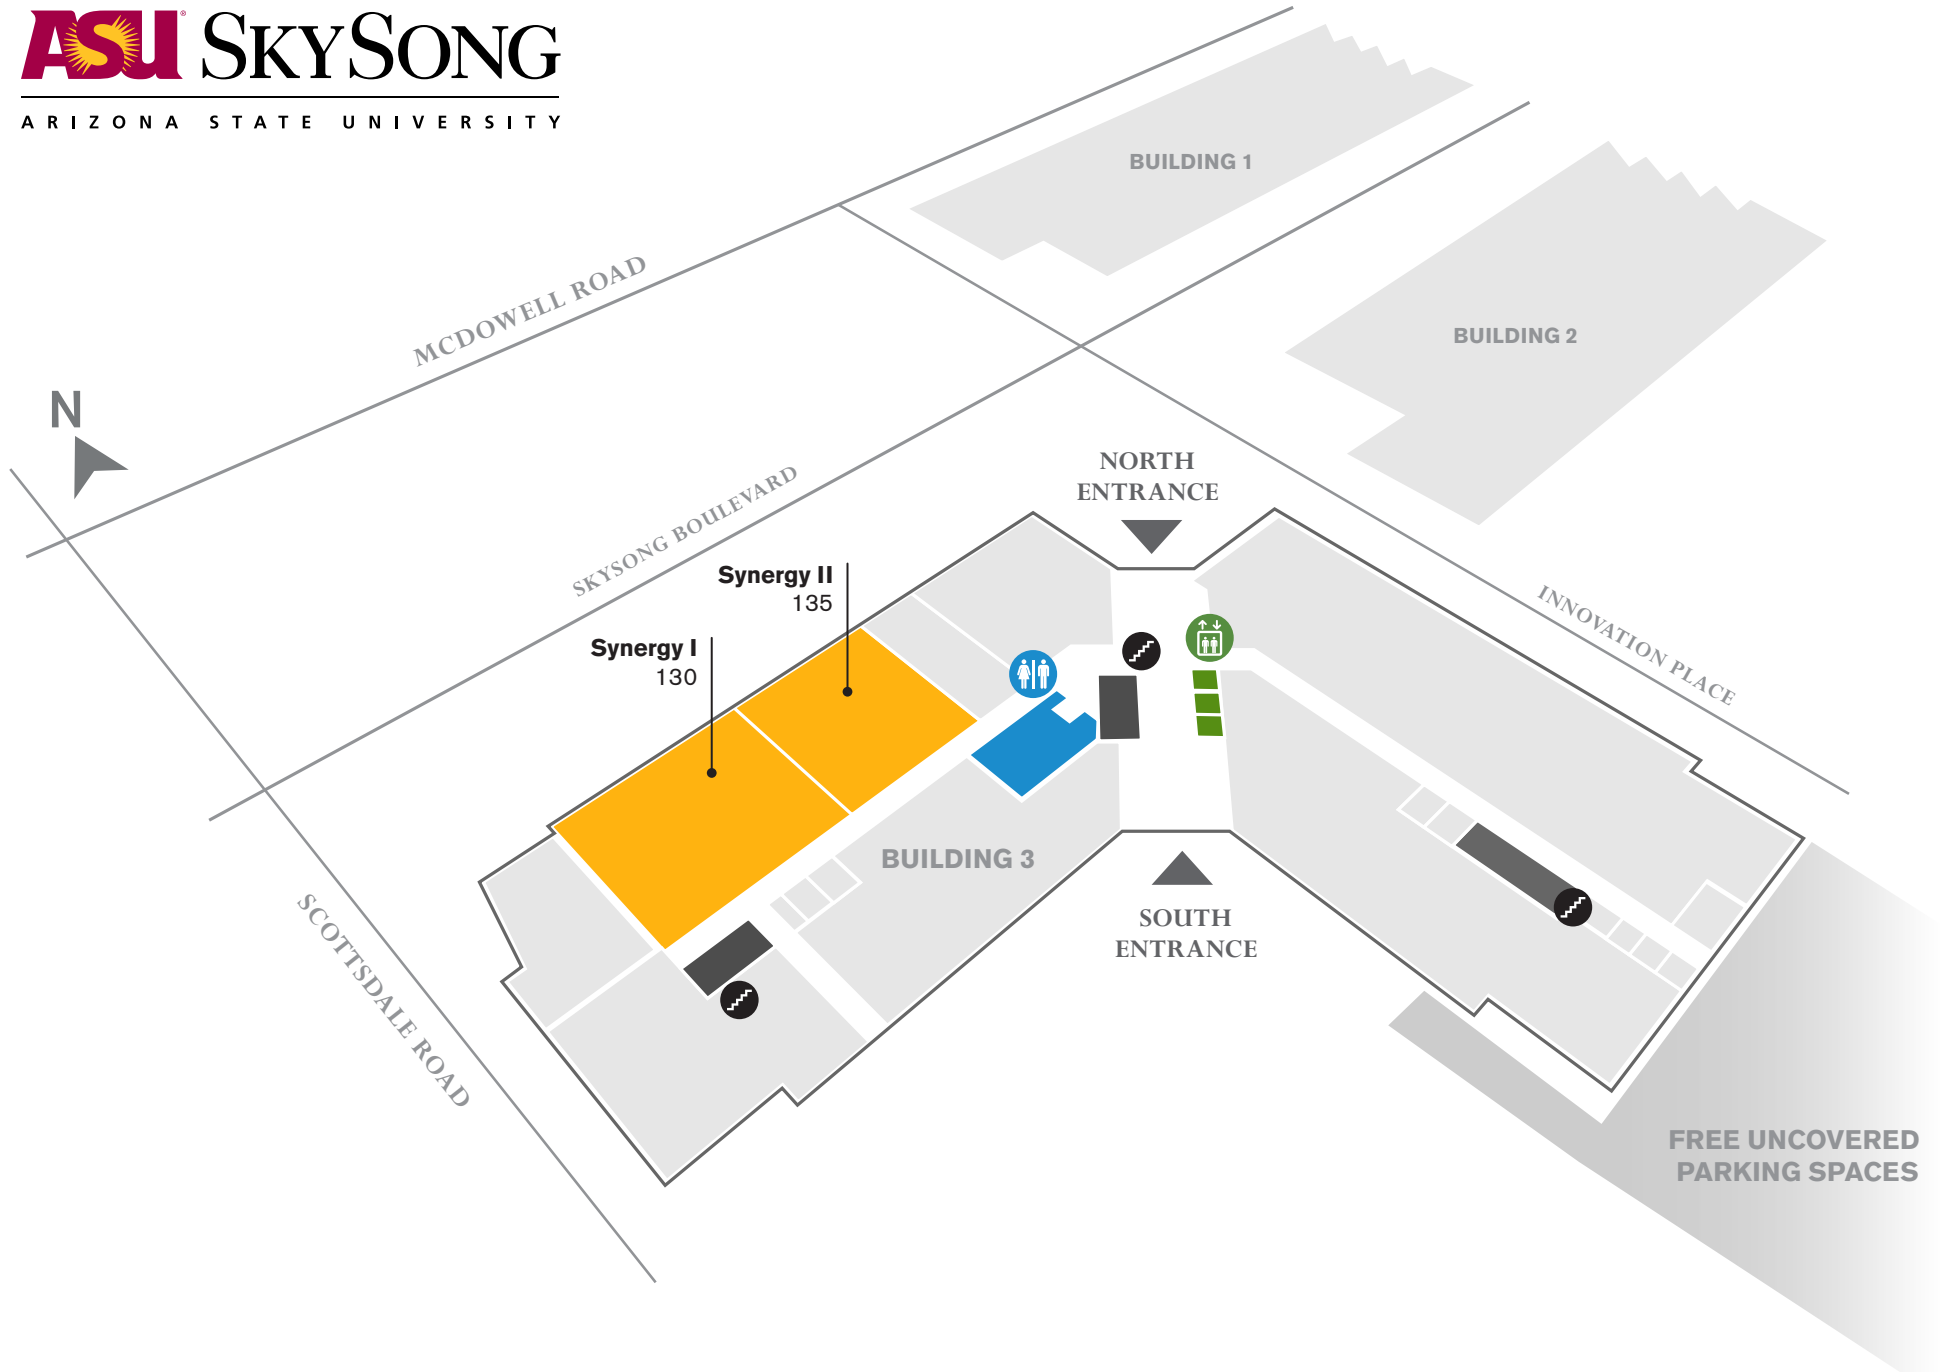 ASU® SKYSONG
ARIZONA STATE UNIVERSITY
BUILDING 1
MCDOWELL ROAD
BUILDING 2
N
NORTH
ENTRANCE
SKYSONG BOULEVARD
Synergy II
135
INNOVATION PLACE
Synergy I
130
BUILDING 3
SCOTTSDALE ROAD
SOUTH
ENTRANCE
FREE UNCOVERED
PARKING SPACES